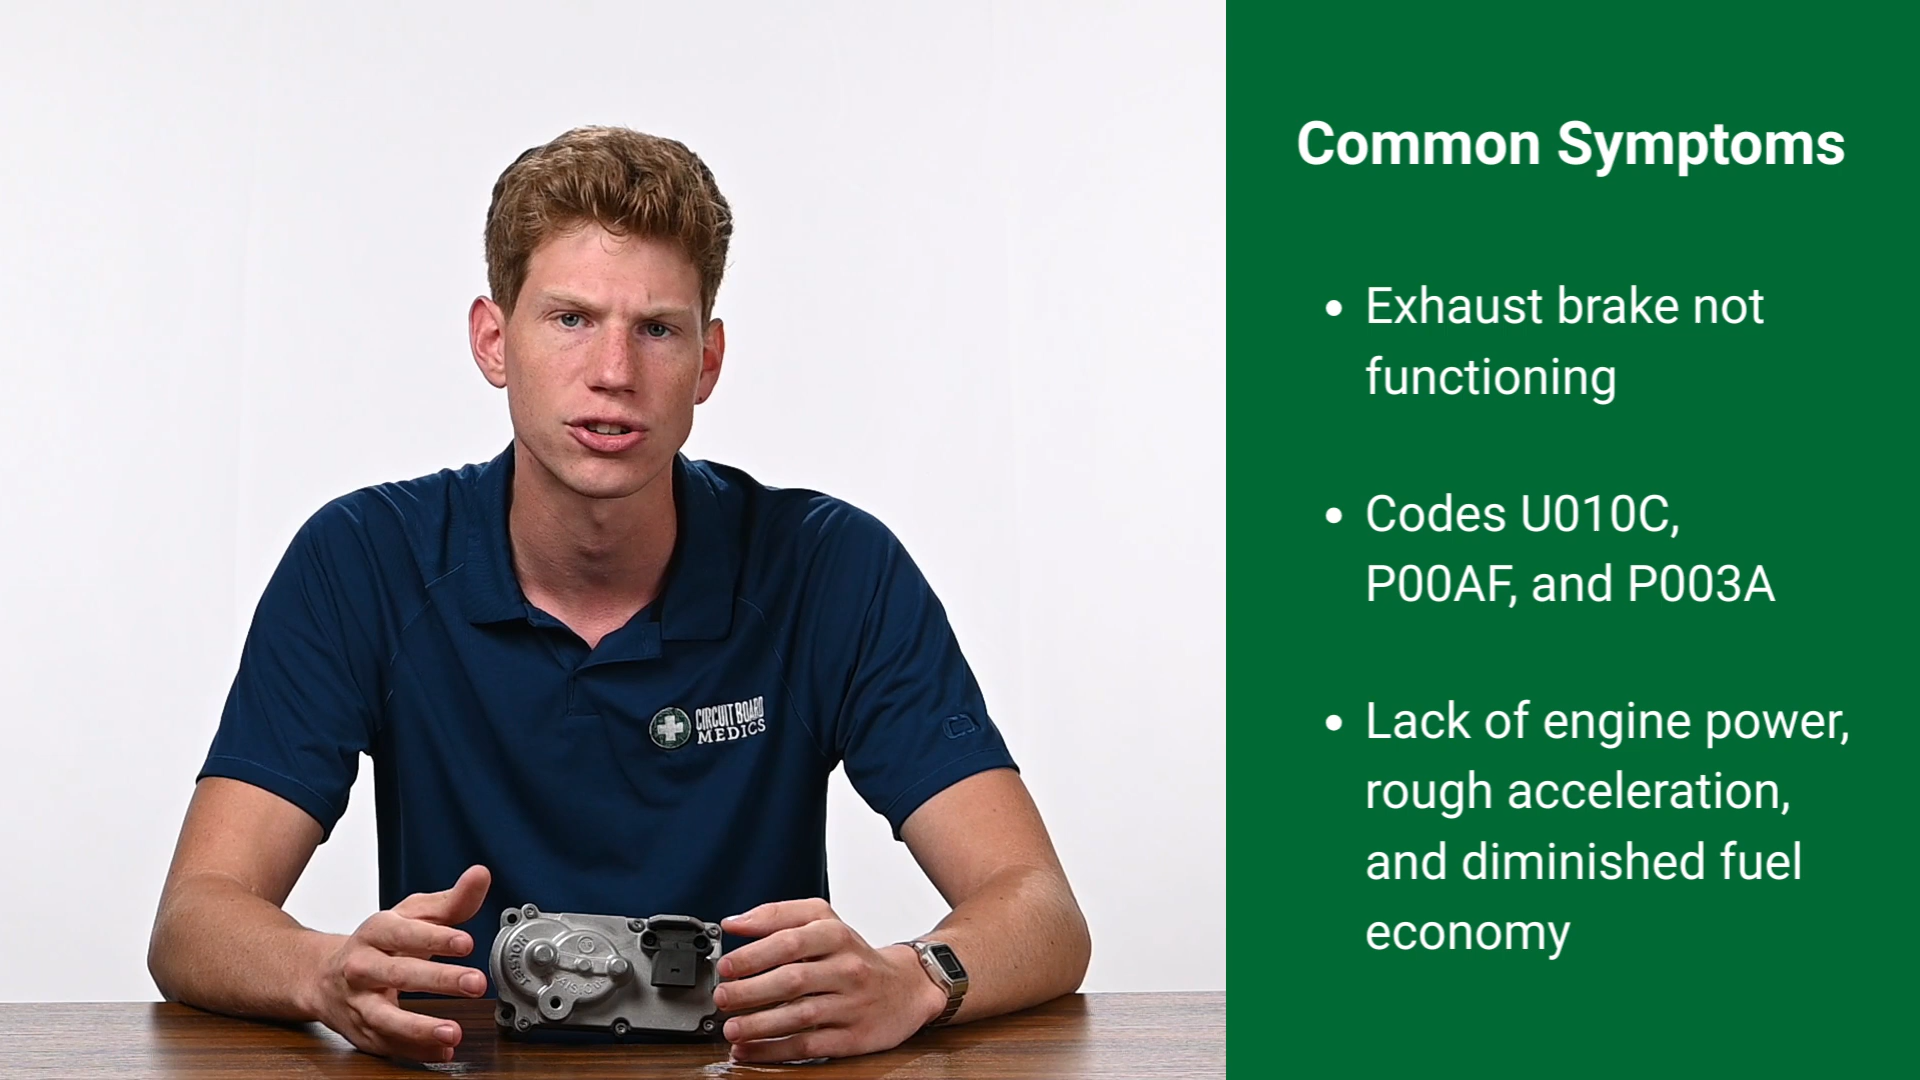 Common Symptoms
• Exhaust brake not
functioning
• Codes U010C,
P00AF, and P003A
• Lack of engine power,
rough acceleration,
and diminished fuel
economy
CIRCUIT BOARD
MEDICS
HOLSET